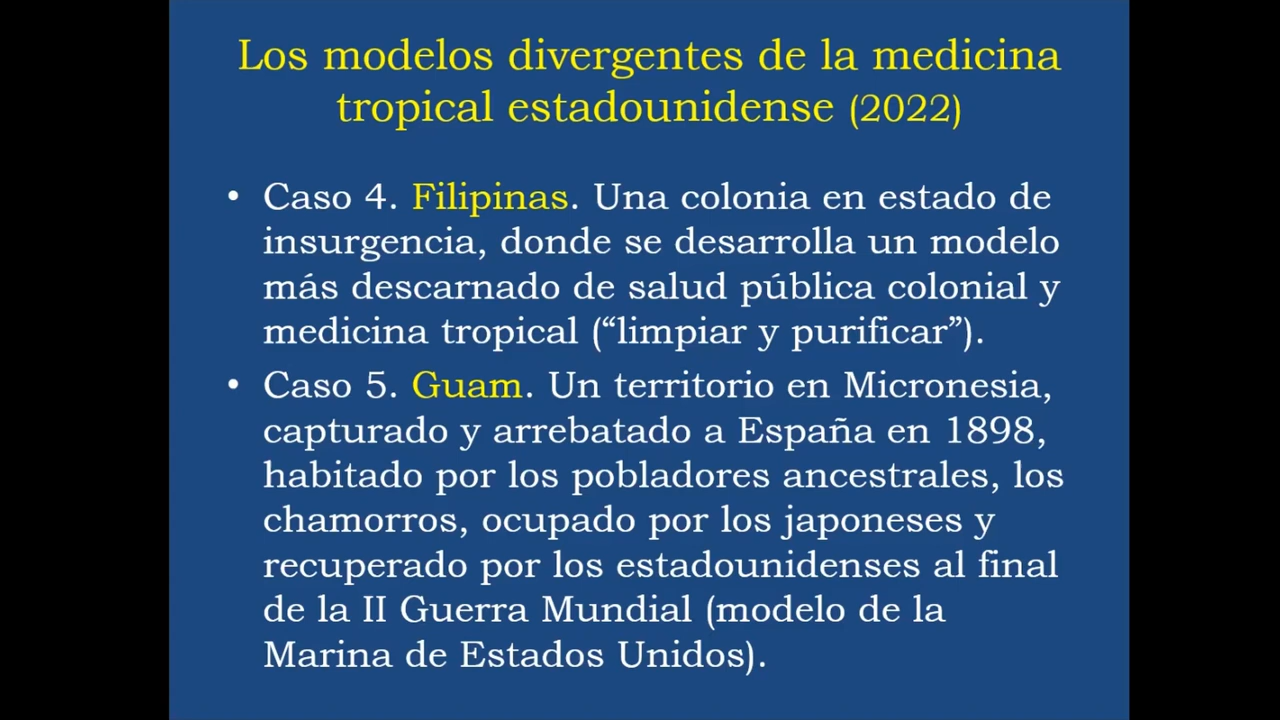 Los modelos divergentes de la medicina
tropical estadounidense (2022)
• Caso 4. Filipinas. Una colonia en estado de
insurgencia, donde se desarrolla un modelo
más descarnado de salud pública colonial y
medicina tropical (“limpiar y purificar”).
• Caso 5. Guam. Un territorio en Micronesia,
capturado y arrebatado a España en 1898,
habitado por los pobladores ancestrales, los
chamorros, ocupado por los japoneses y
recuperado por los estadounidenses al final
de la II Guerra Mundial (modelo de la
Marina de Estados Unidos).